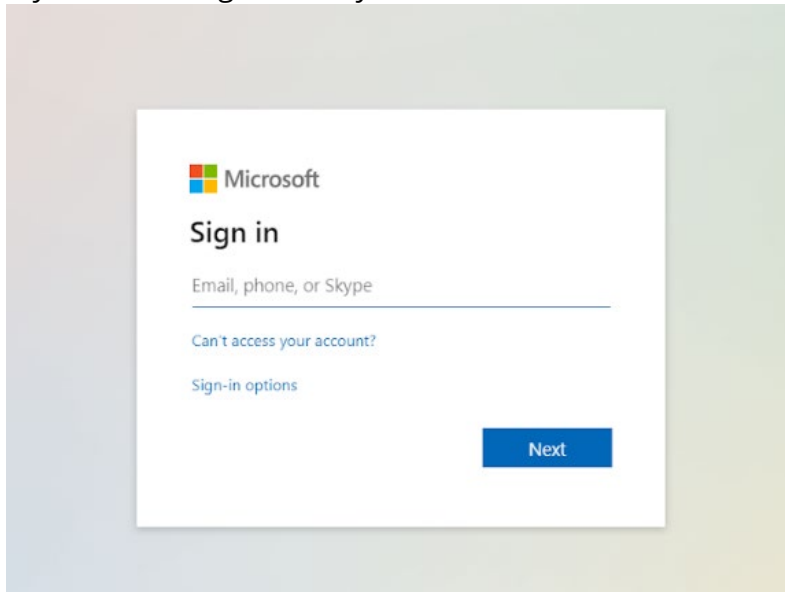 Microsoft
Sign in
Email, phone, or Skype
Can't access your account?
Sign-in options
Next